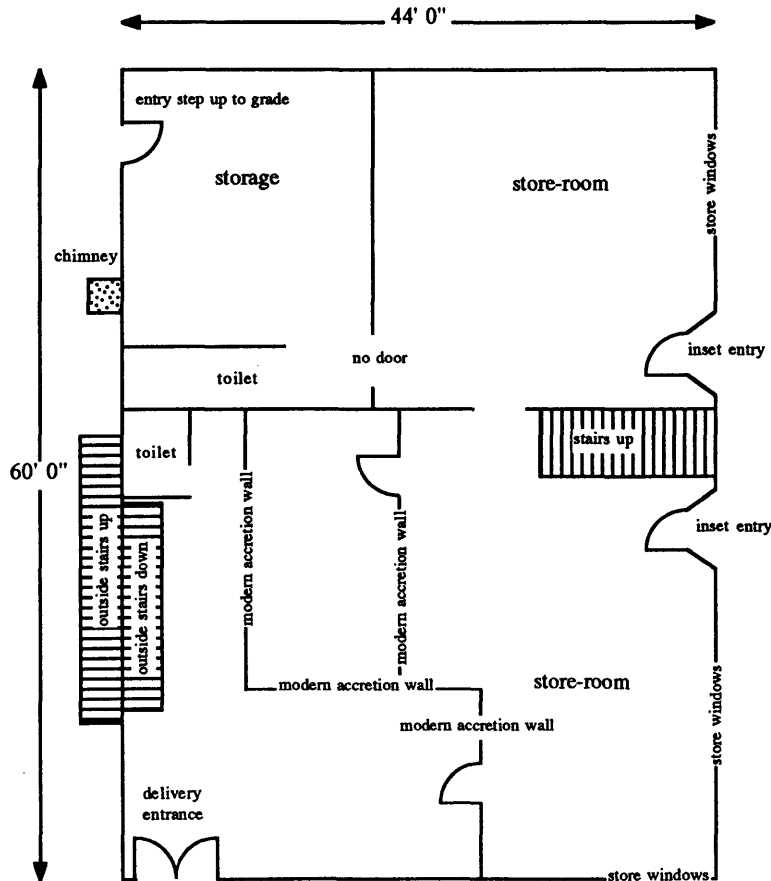 44' 0"
entry step up to grade
storage
store-room
store windows
chimney
no door
inset entry
toilet
stairs up
toilet
60' 0"
modern accretion wall
inset entry
outside stairs up
outside stairs down
modern accretion wall
modern accretion wall
store-room
store windows
modern accretion wall
delivery
entrance
store windows